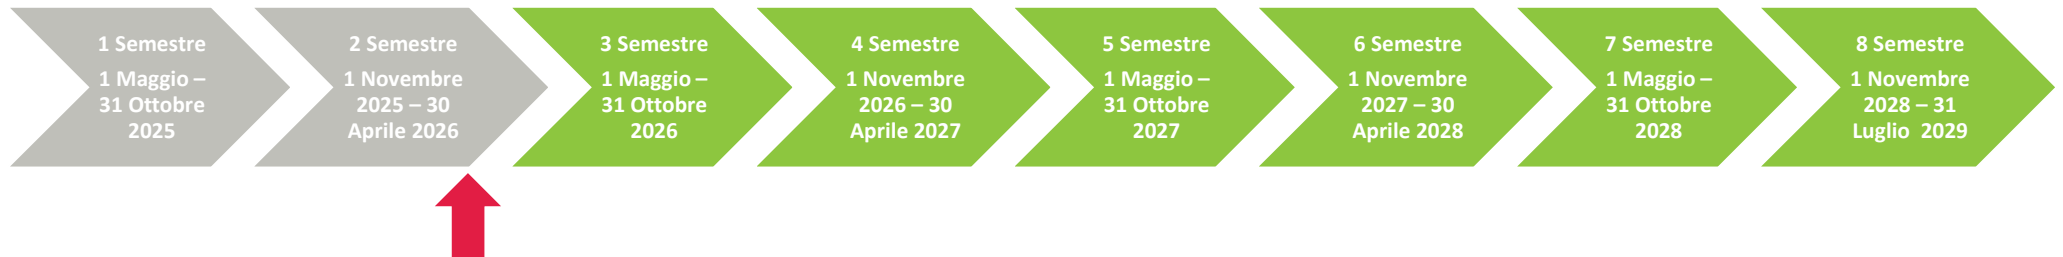 1 Semestre
1 Maggio –
31 Ottobre
2025
2 Semestre
1 Novembre
2025 – 30
Aprile 2026
3 Semestre
1 Maggio –
31 Ottobre
2026
4 Semestre
1 Novembre
2026 – 30
Aprile 2027
5 Semestre
1 Maggio –
31 Ottobre
2027
6 Semestre
1 Novembre
2027 – 30
Aprile 2028
7 Semestre
1 Maggio –
31 Ottobre
2028
8 Semestre
1 Novembre
2028 – 31
Luglio 2029